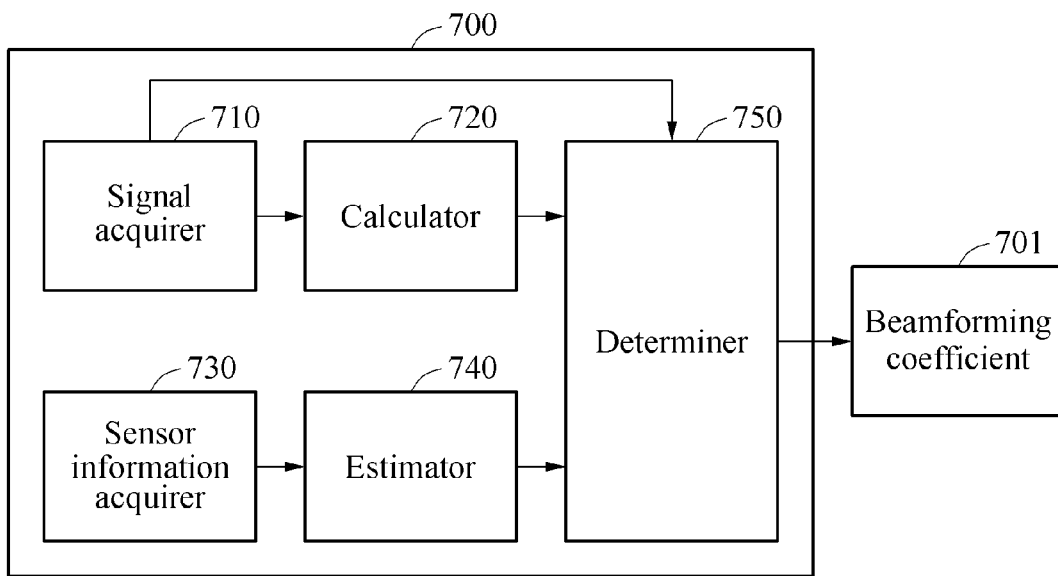 700
710
720
750
Signal
acquirer
Calculator
701
Beamforming
coefficient
Determiner
730
740
Sensor
information
acquirer
Estimator